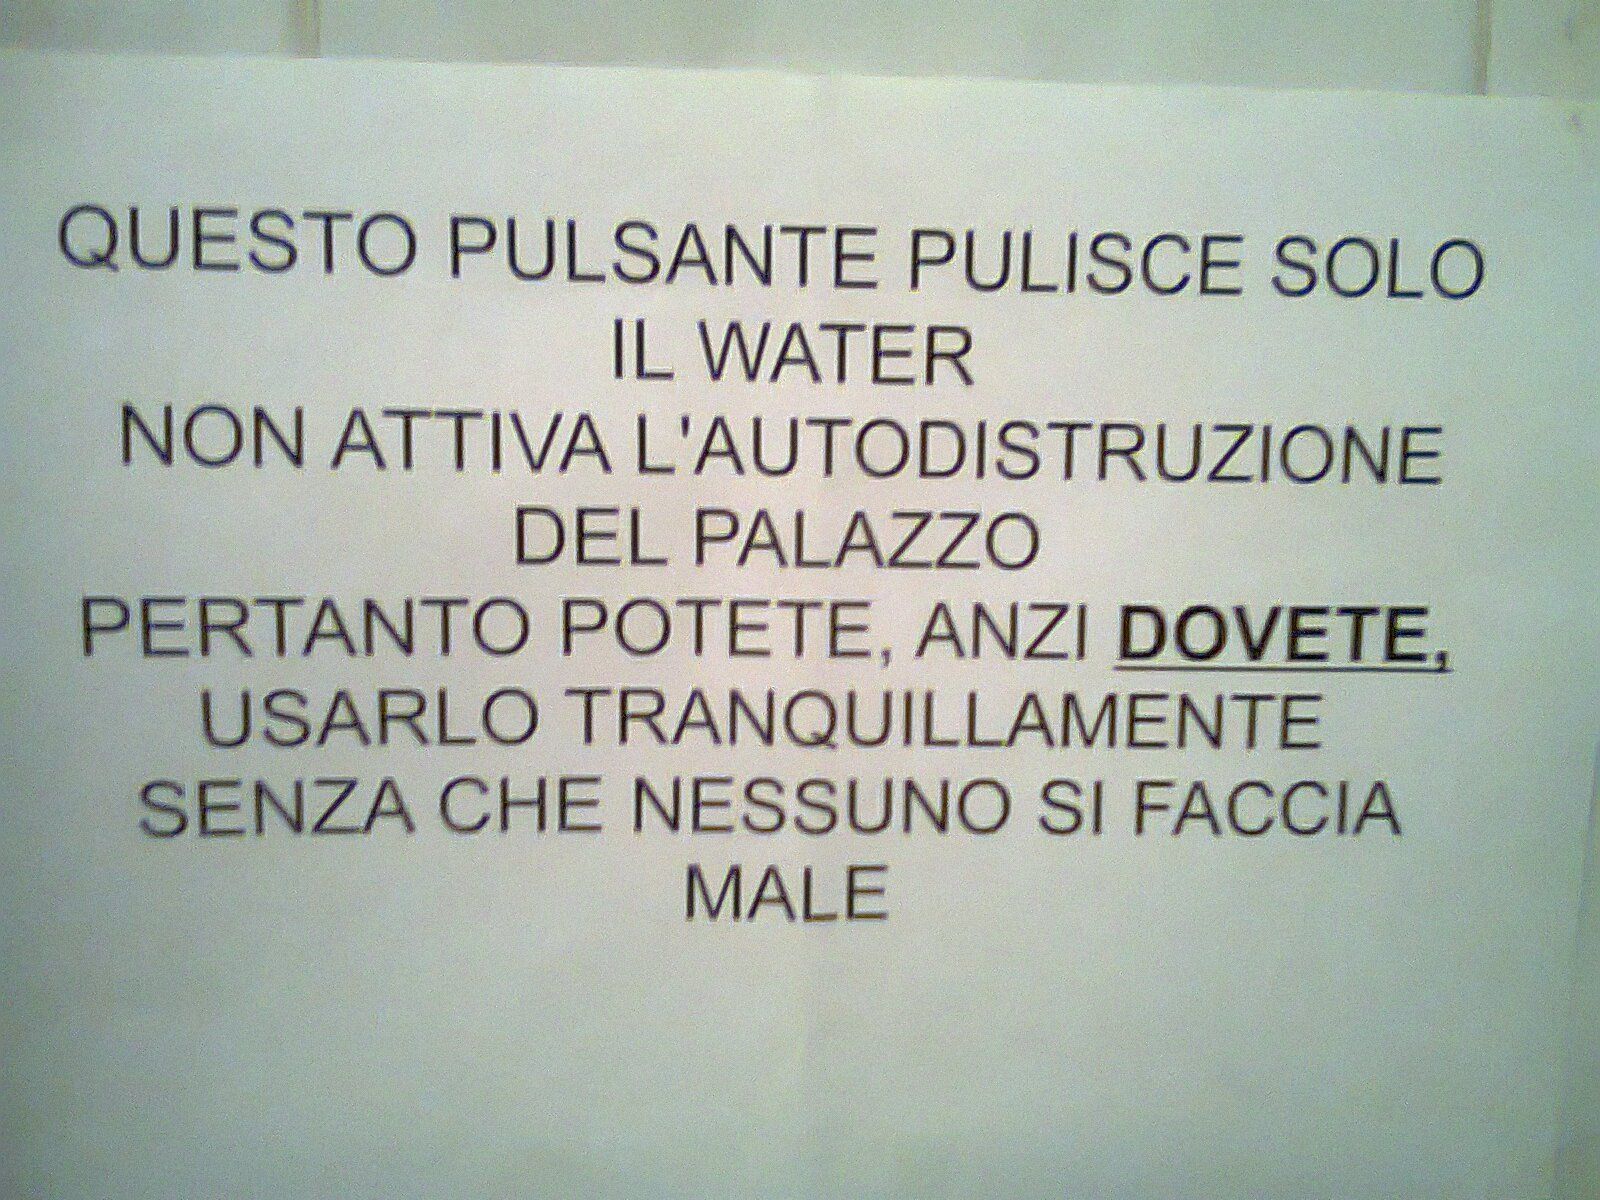 QUESTO PULSANTE PULISCE SOLO
IL WATER
NON ATTIVA L'AUTODISTRUZIONE
DEL PALAZZO
PERTANTO POTETE, ANZI DOVETE,
USARLO TRANQUILLAMENTE
SENZA CHE NESSUNO SI FACCIA
MALE